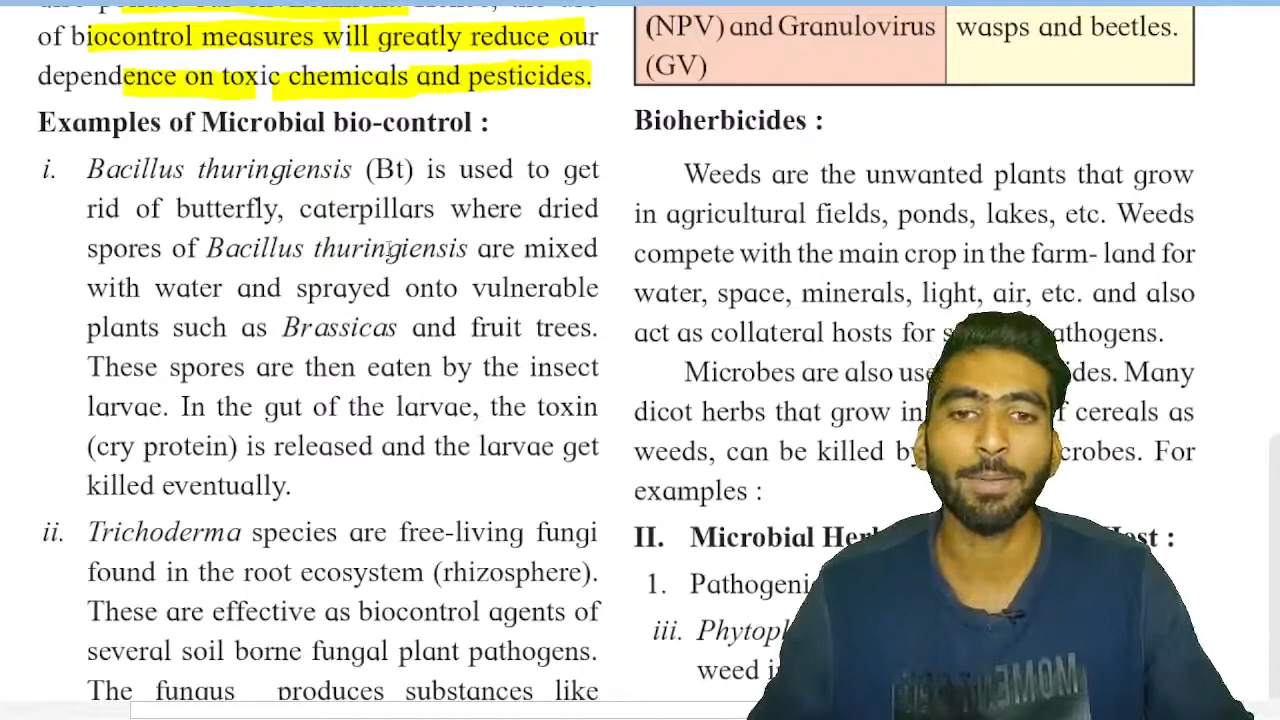 of biocontrol measures will greatly reduce our
dependence on toxic chemicals and pesticides.
Examples of Microbial bio-control :
i. Bacillus thuringiensis (Bt) is used to get
rid of butterfly, caterpillars where dried
spores of Bacillus thuringiensis are mixed
with water and sprayed onto vulnerable
plants such as Brassicas and fruit trees.
These spores are then eaten by the insect
larvae. In the gut of the larvae, the toxin
(cry protein) is released and the larvae get
killed eventually.
ii. Trichoderma species are free-living fungi
found in the root ecosystem (rhizosphere).
These are effective as biocontrol agents of
several soil borne fungal plant pathogens.
The fungus produces substances like
(NPV) and Granulovirus
(GV)
wasps and beetles.
Bioherbicides :
Weeds are the unwanted plants that grow
in agricultural fields, ponds, lakes, etc. Weeds
compete with the main crop in the farm- land for
water, space, minerals, light, air, etc. and also
act as collateral hosts for
Microbes are also Many
dicot herbs that grow in cereals as
weeds, can be killed For
examples :
II. Microbial :
1.
iii.
weed
MOMENT